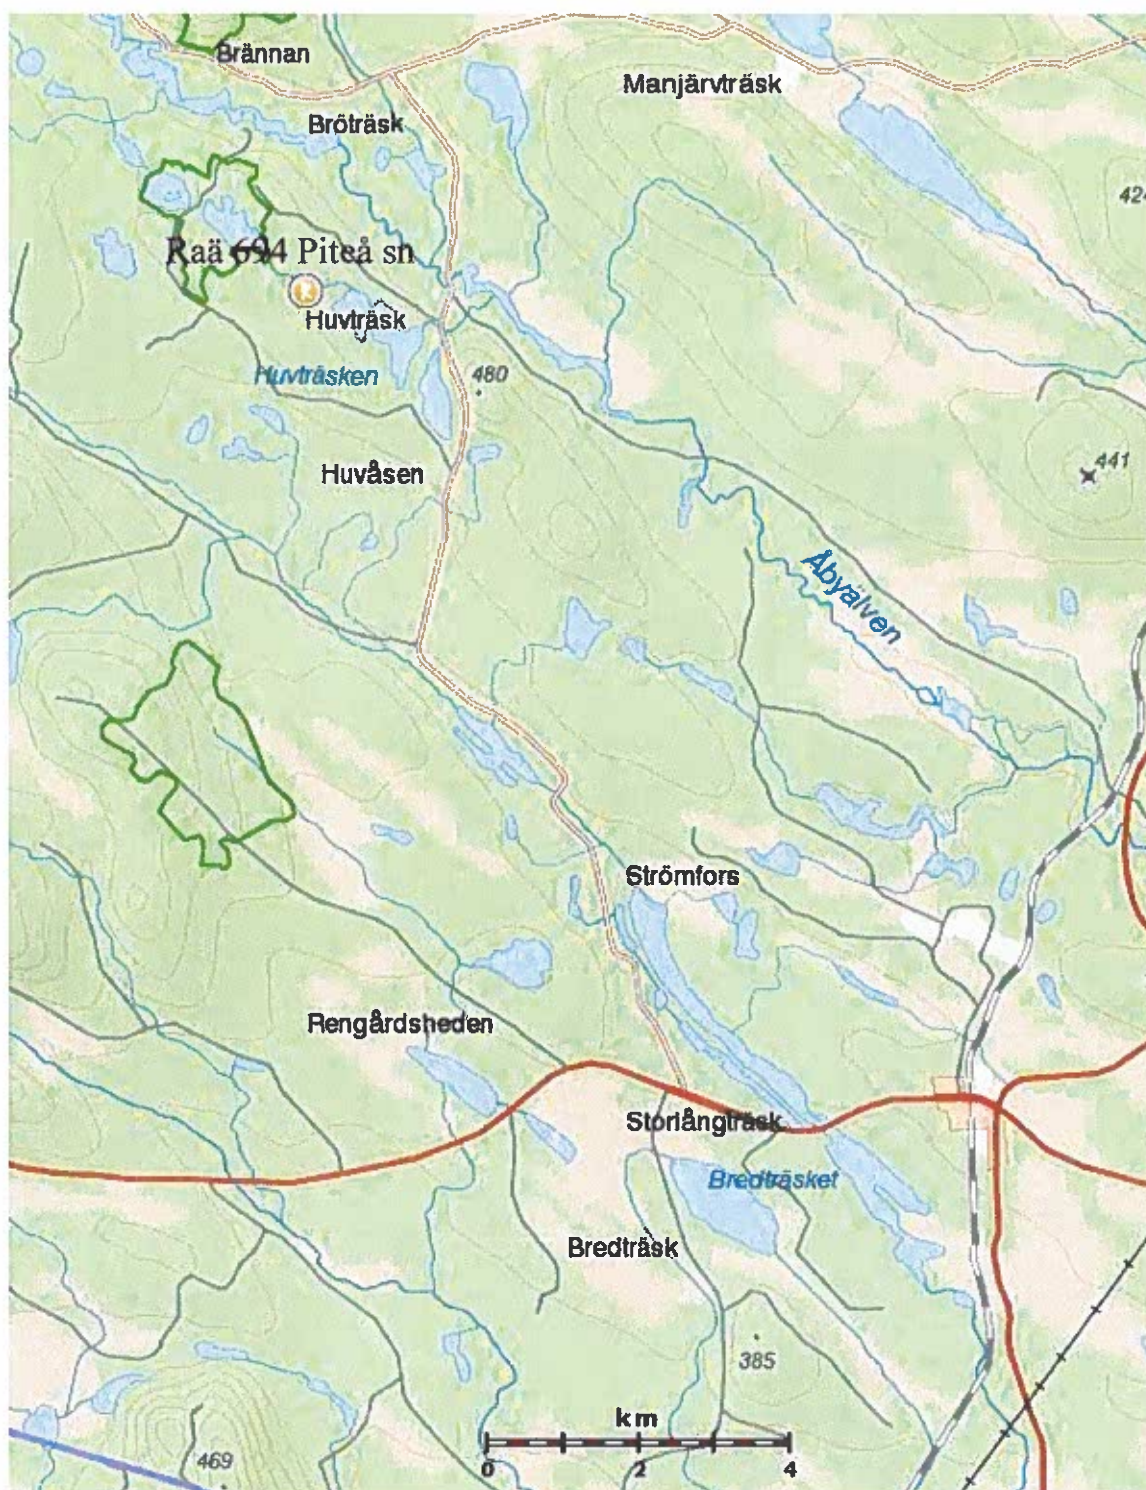 Brännan
Manjärvträsk
Bröträsk
424
Raä 694 Piteå sn
Huvträsk
Huvträsken
480
441
Huvåsen
Åbyälven
Strömfors
Rengårdsheden
Storlångträsk
Bredträsket
Bredträsk
385
km
469
0 2 4